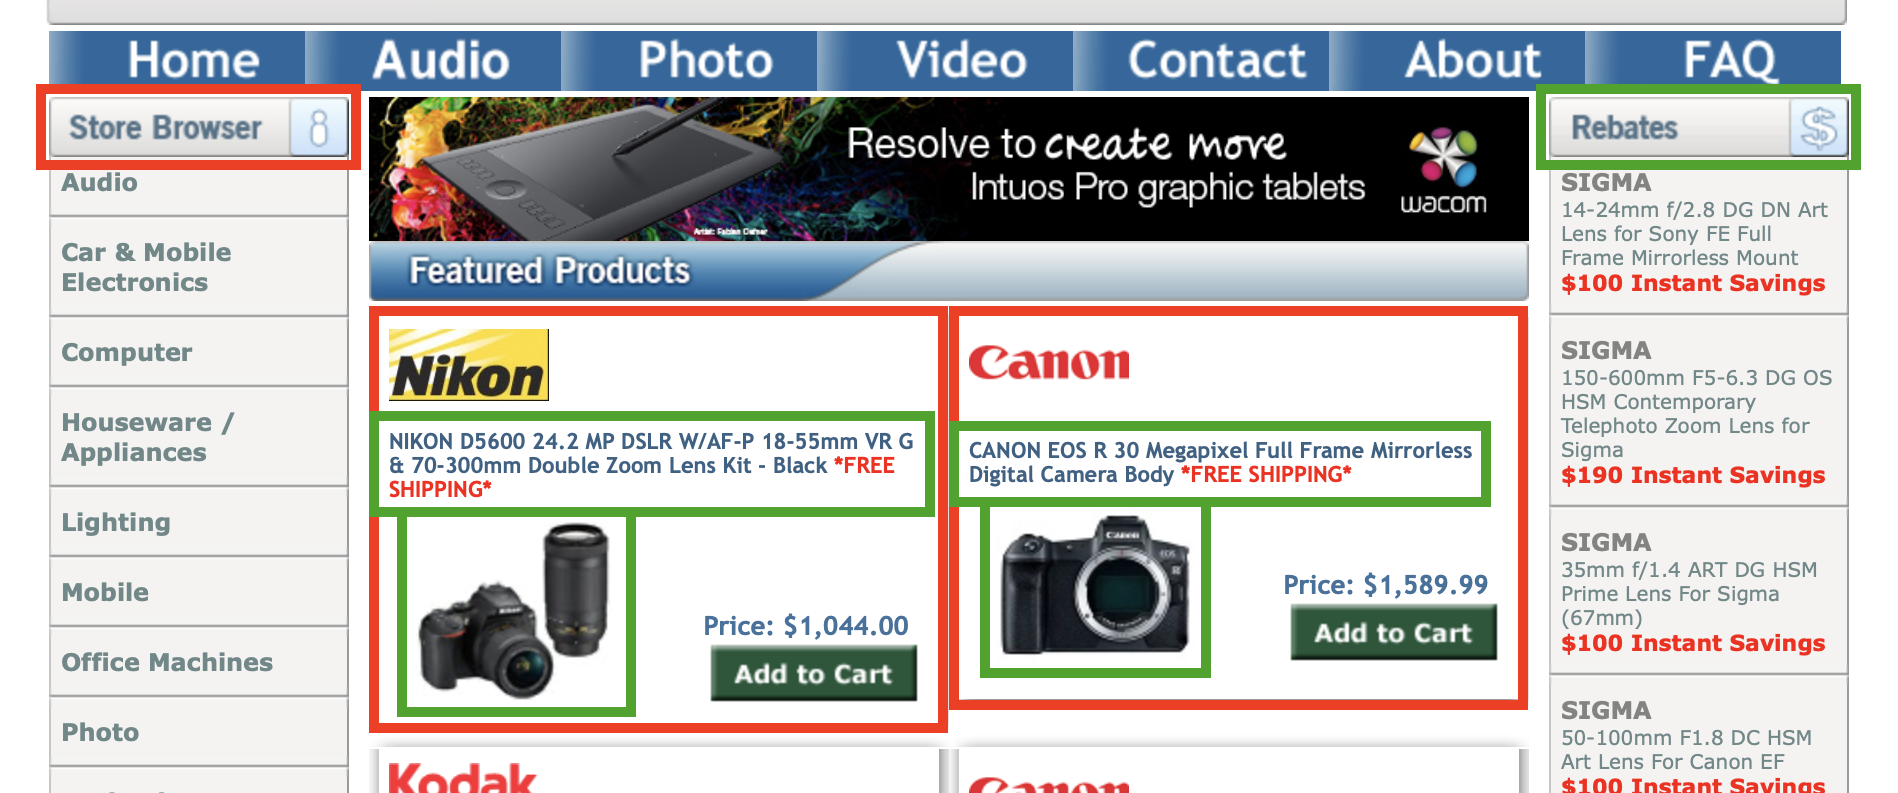 Home Audio Photo Video Contact About FAQ
Store Browser
Audio
Car & Mobile
Electronics
Computer
Houseware /
Appliances
Lighting
Mobile
Office Machines
Photo
Resolve to create more
Intuos Pro graphic tablets
wacom
Featured Products
Nikon
NIKON D5600 24.2 MP DSLR W/AF-P 18-55mm VR G
& 70-300mm Double Zoom Lens Kit - Black *FREE
SHIPPING*
Price: $1,044.00
Add to Cart
Canon
CANON EOS R 30 Megapixel Full Frame Mirrorless
Digital Camera Body *FREE SHIPPING*
Canon
EOS
R
Price: $1,589.99
Add to Cart
Kodak
Canon
Rebates
SIGMA
14-24mm f/2.8 DG DN Art
Lens for Sony FE Full
Frame Mirrorless Mount
$100 Instant Savings
SIGMA
150-600mm F5-6.3 DG OS
HSM Contemporary
Telephoto Zoom Lens for
Sigma
$190 Instant Savings
SIGMA
35mm f/1.4 ART DG HSM
Prime Lens For Sigma
(67mm)
$100 Instant Savings
SIGMA
50-100mm F1.8 DC HSM
Art Lens For Canon EF
$100 Instant Savings